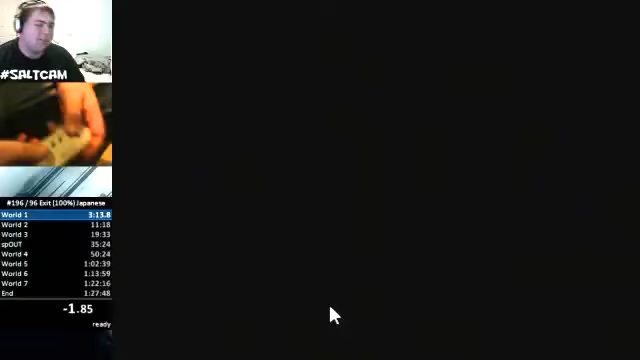 #SALTCAM
#196 / 96 Exit (100%) Japanese
World 1 3:13.8
World 2 11:18
World 3 19:33
spOUT 35:24
World 4 50:24
World 5 1:02:39
World 6 1:13:59
World 7 1:22:16
End 1:27:48
-1.85
ready